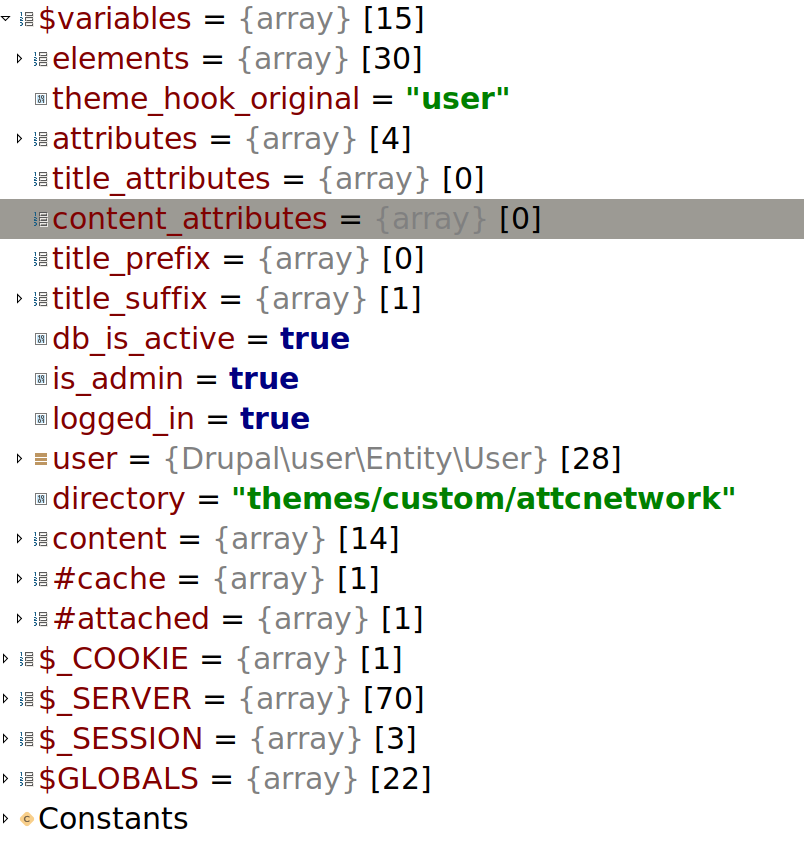 $variables = {array} [15]
elements = {array} [30]
theme_hook_original = "user"
attributes = {array} [4]
title_attributes = {array} [0]
content_attributes = {array} [0]
title_prefix = {array} [0]
title_suffix = {array} [1]
db_is_active = true
is_admin = true
logged_in = true
user = {Drupal\user\Entity\User} [28]
directory = "themes/custom/attcnetwork"
content = {array} [14]
#cache = {array} [1]
#attached = {array} [1]
$_COOKIE = {array} [1]
$_SERVER = {array} [70]
$_SESSION = {array} [3]
$GLOBALS = {array} [22]
C Constants